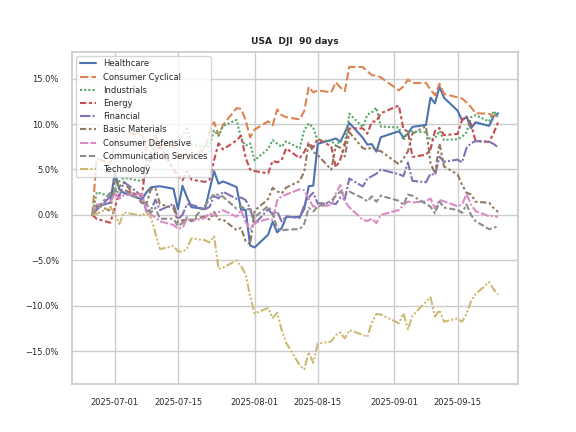 USA  DJI  90 days
Healthcare
Consumer Cyclical
Industrials
Energy
Financial
Basic Materials
Consumer Defensive
Communication Services
Technology
15.0%
10.0%
5.0%
0.0%
−5.0%
−10.0%
−15.0%
2025-07-01 2025-07-15 2025-08-01 2025-08-15 2025-09-01 2025-09-15